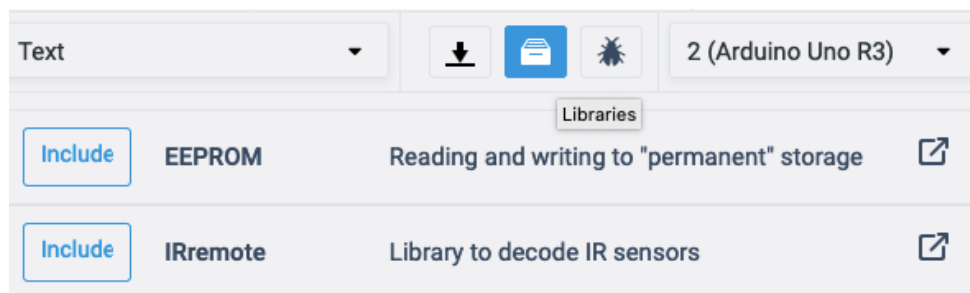 Text 2 (Arduino Uno R3)
Libraries
Include EEPROM Reading and writing to "permanent" storage
Include IRremote Library to decode IR sensors